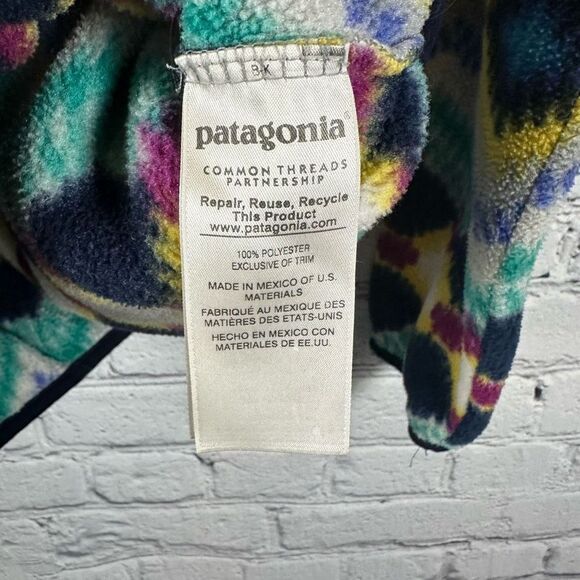 B-K
patagonia®
COMMON THREADS
PARTNERSHIP
Repair, Reuse, Recycle
This Product
www.patagonia.com
100% POLYESTER
EXCLUSIVE OF TRIM
MADE IN MEXICO OF U.S.
MATERIALS
FABRIQUÉ AU MEXIQUE DES
MATIÈRES DES ETATS-UNIS
HECHO EN MEXICO CON
MATERIALES DE EE.UU.